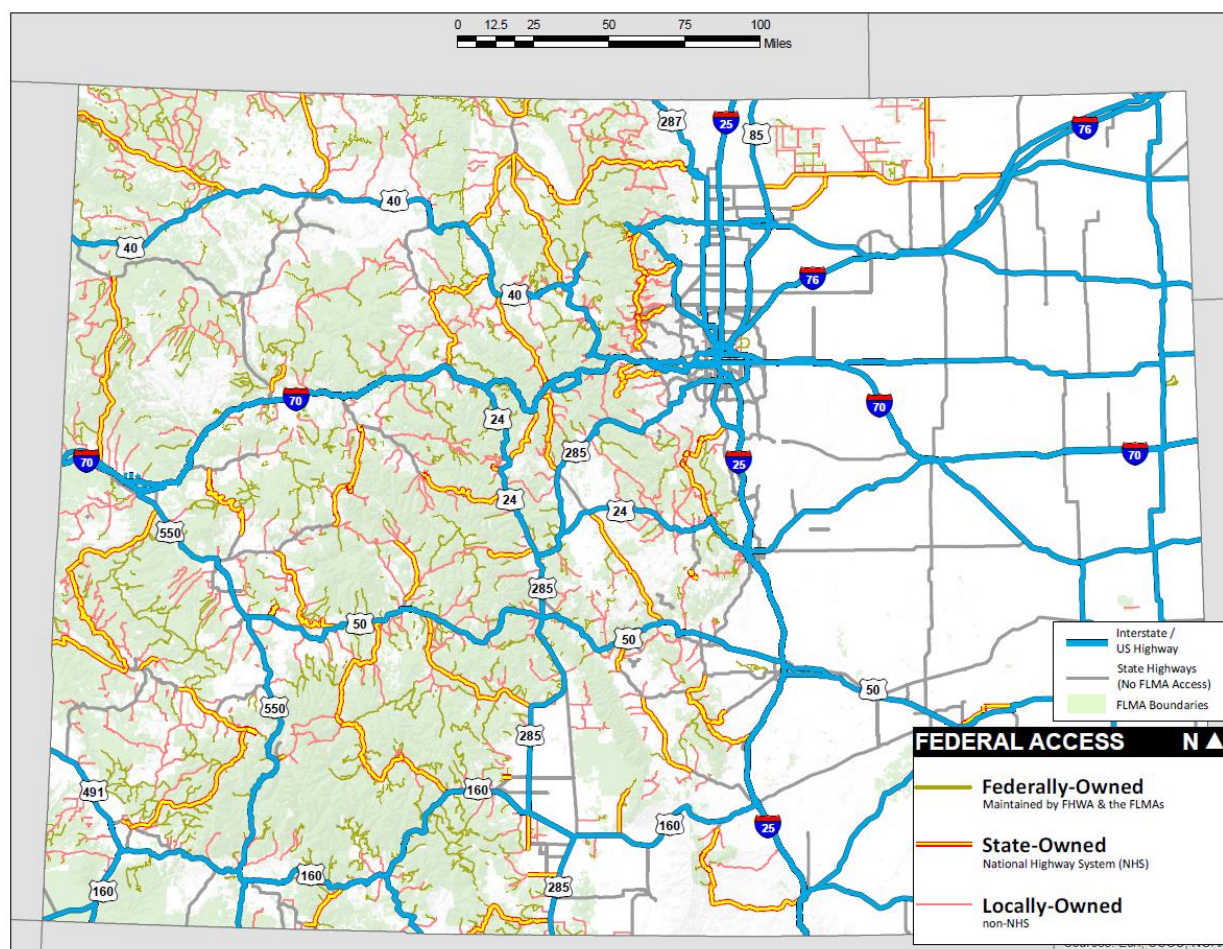 0 12.5 25 50 75 100
Miles
287
25
85
76
40
40
76
40
70
24
285
25
70
70
70
24
24
550
285
50
50
50
550
285
491
160
160
25
160
160
285
Interstate /
US Highway
State Highways
(No FLMA Access)
FLMA Boundaries
FEDERAL ACCESS N
Federally-Owned
Maintained by FHWA & the FLMAs
State-Owned
National Highway System (NHS)
Locally-Owned
non-NHS